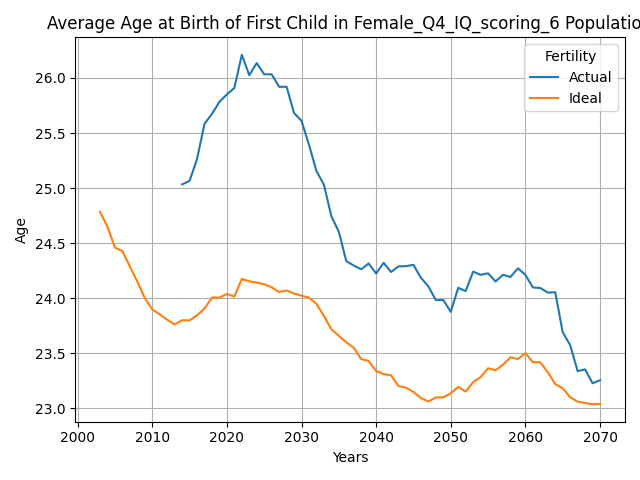 Average Age at Birth of First Child in Female_Q4_IQ_scoring_6 Populatio
Fertility
Actual
Ideal
Age
26.0
25.5
25.0
24.5
24.0
23.5
23.0
2000 2010 2020 2030 2040 2050 2060 2070
Years